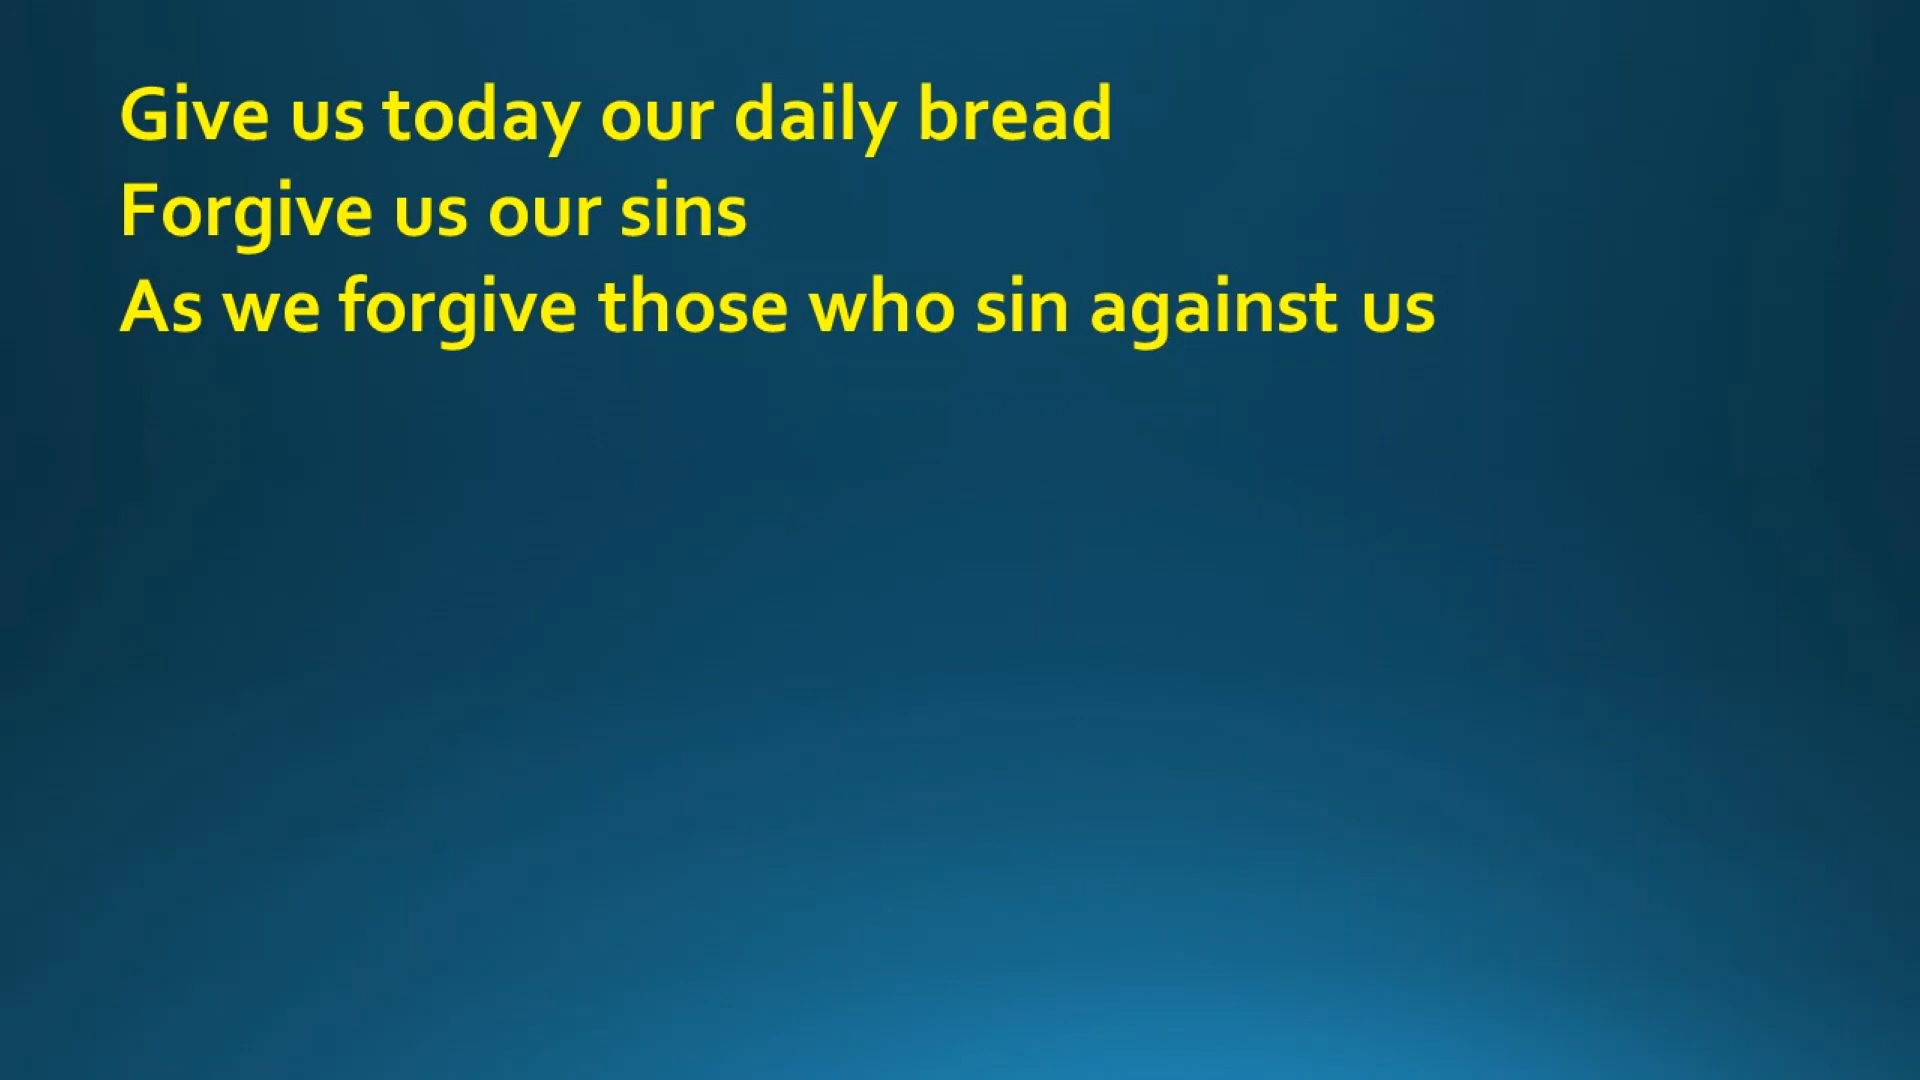 Give us today our daily bread
Forgive us our sins
As we forgive those who sin against us